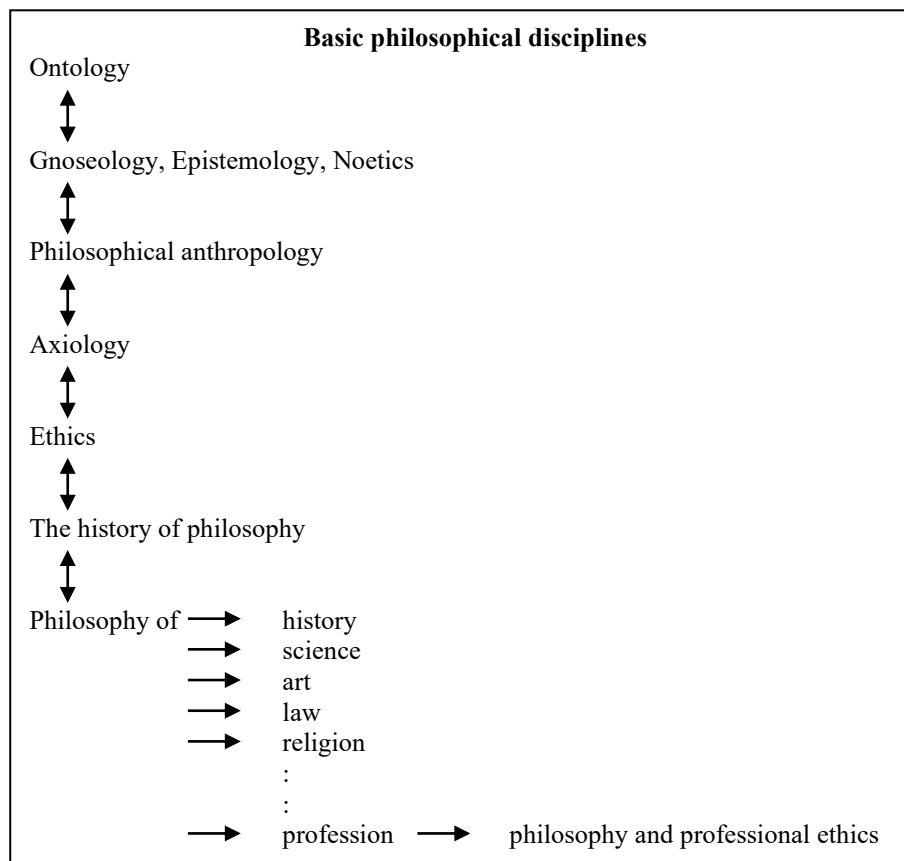 Basic philosophical disciplines
Ontology
Gnoseology, Epistemology, Noetics
Philosophical anthropology
Axiology
Ethics
The history of philosophy
Philosophy of history
science
art
law
religion
:
:
profession philosophy and professional ethics